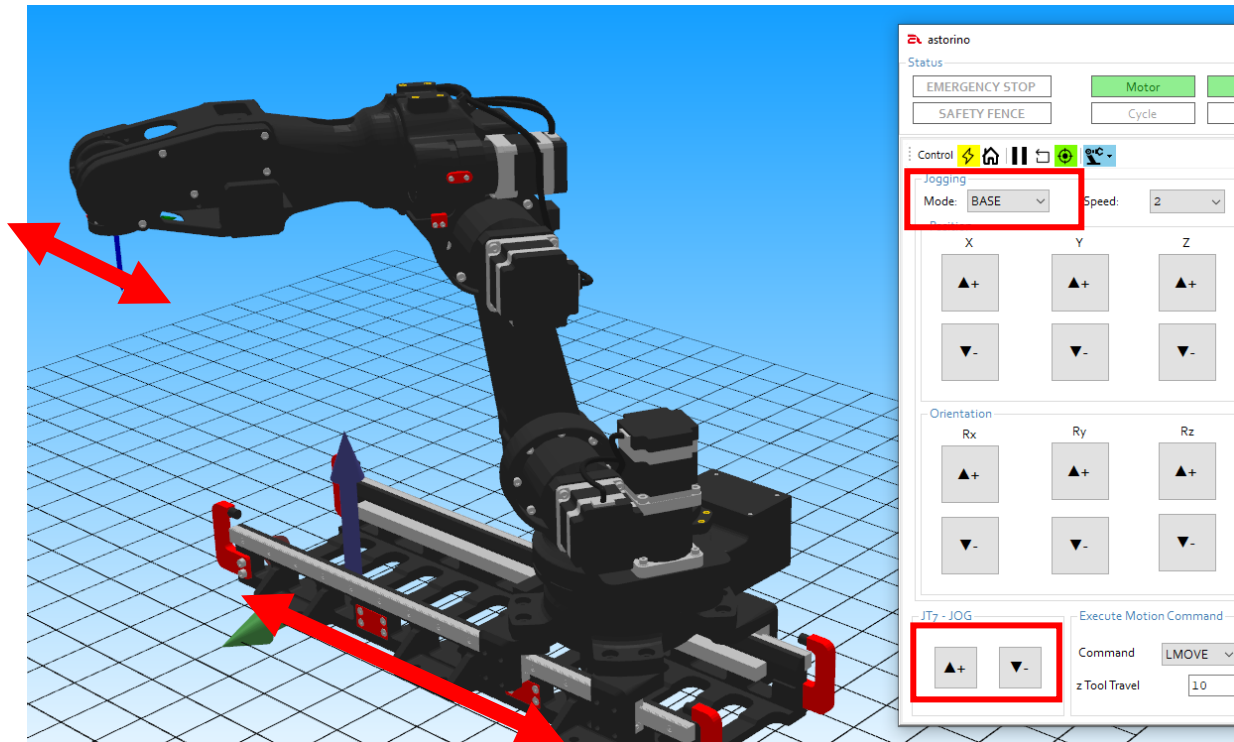 astorino
Status
EMERGENCY STOP
Motor
SAFETY FENCE
Cycle
Control
Jogging
Mode: BASE
Speed: 2
Position
X Y Z
▲+ ▲+ ▲+
▼- ▼- ▼-
Orientation
Rx Ry Rz
▲+ ▲+ ▲+
▼- ▼- ▼-
JT7 - JOG
▲+ ▼-
Execute Motion Command
Command LMOVE
z Tool Travel 10